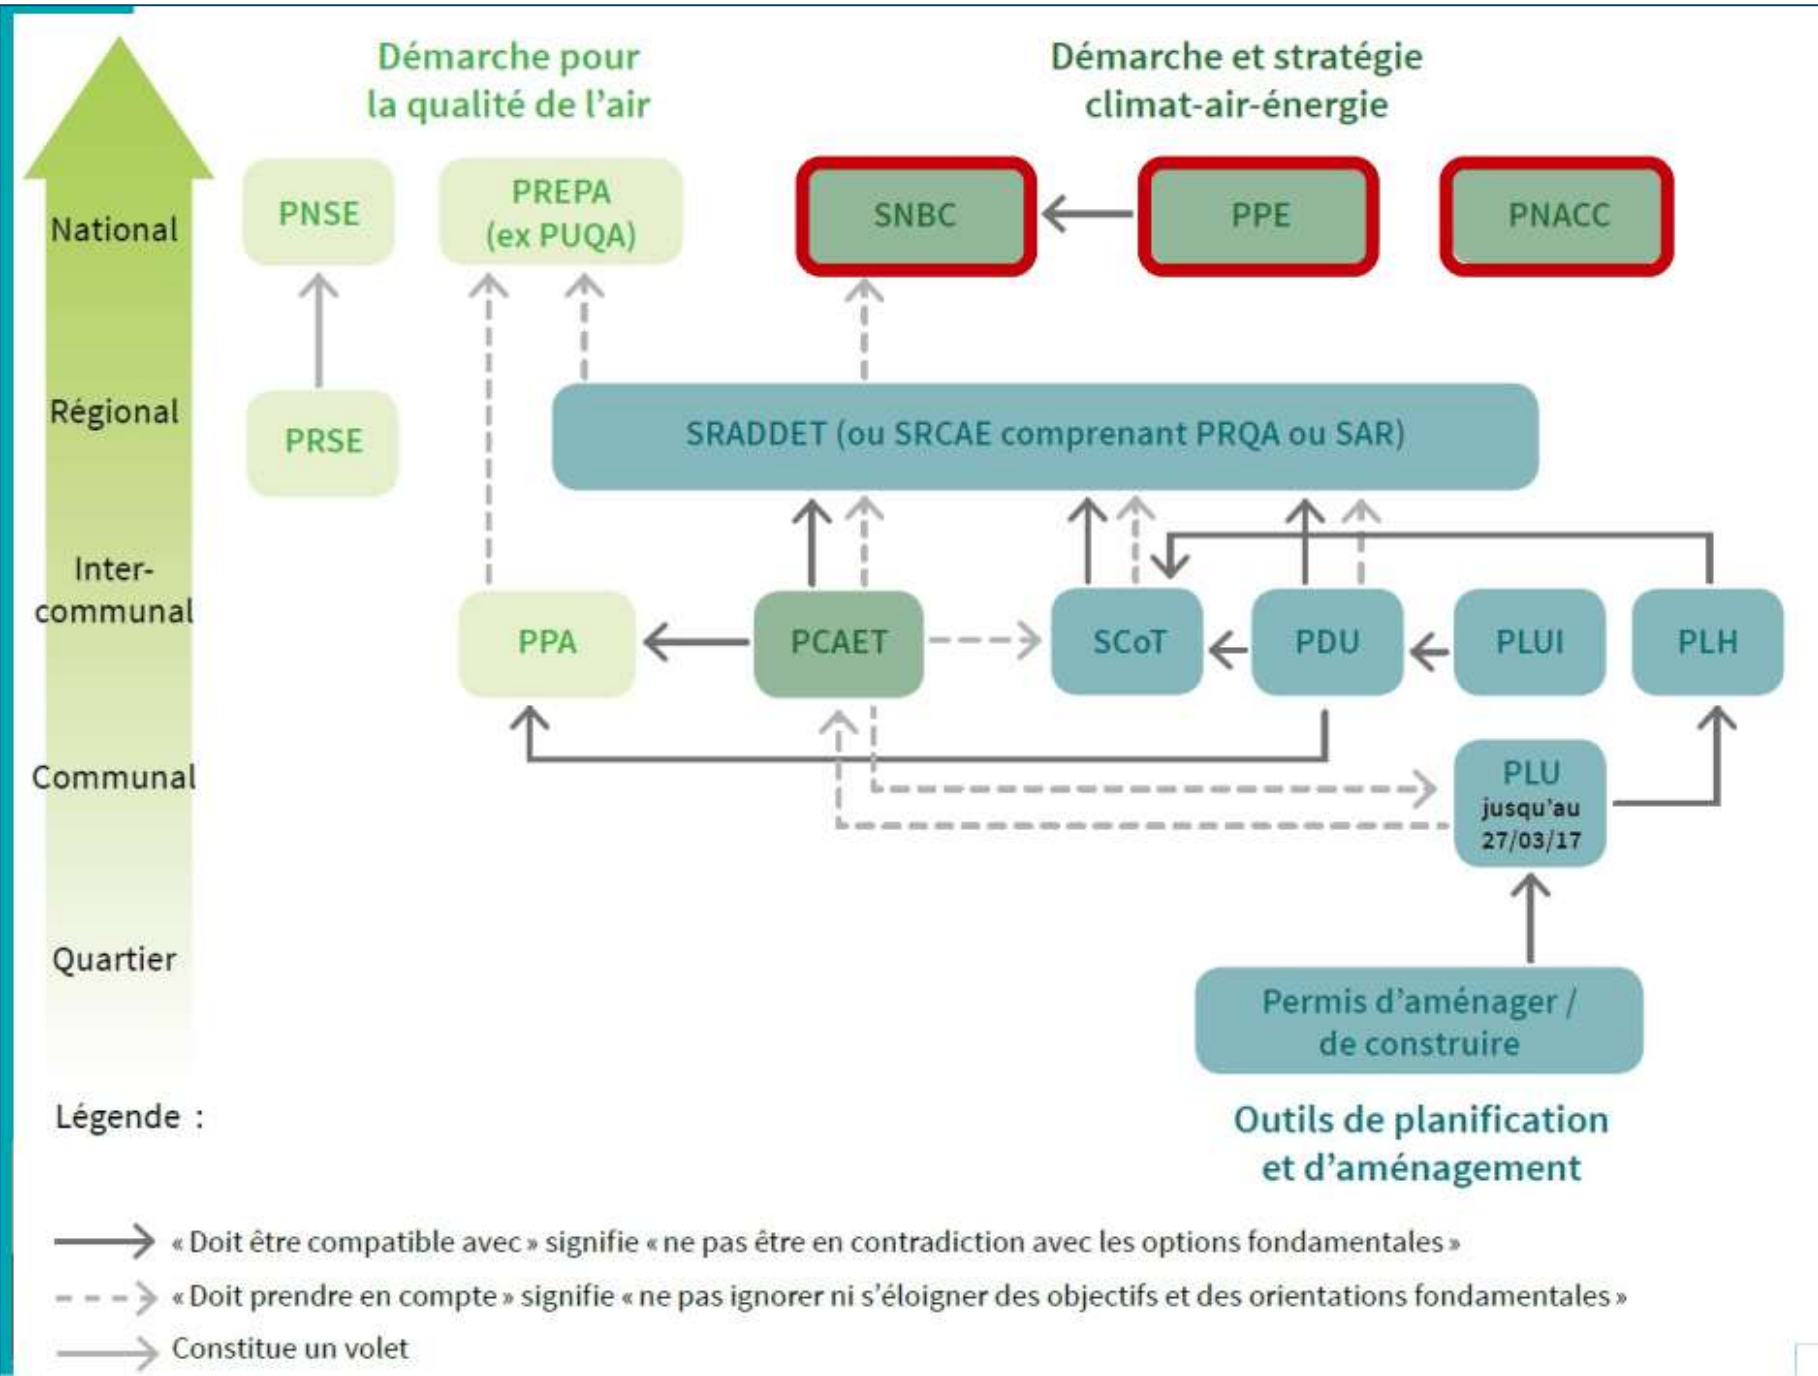 Démarche pour
la qualité de l’air
Démarche et stratégie
climat-air-énergie
National
PNSE
PREPA
(ex PUQA)
SNBC
PPE
PNACC
Régional
PRSE
SRADDET (ou SRCAE comprenant PRQA ou SAR)
Inter-
communal
PPA
PCAET
SCoT
PDU
PLUI
PLH
Communal
PLU
jusqu’au
27/03/17
Quartier
Permis d’aménager /
de construire
Légende :
Outils de planification
et d’aménagement
« Doit être compatible avec » signifie « ne pas être en contradiction avec les options fondamentales »
« Doit prendre en compte » signifie « ne pas ignorer ni s’éloigner des objectifs et des orientations fondamentales »
Constitue un volet